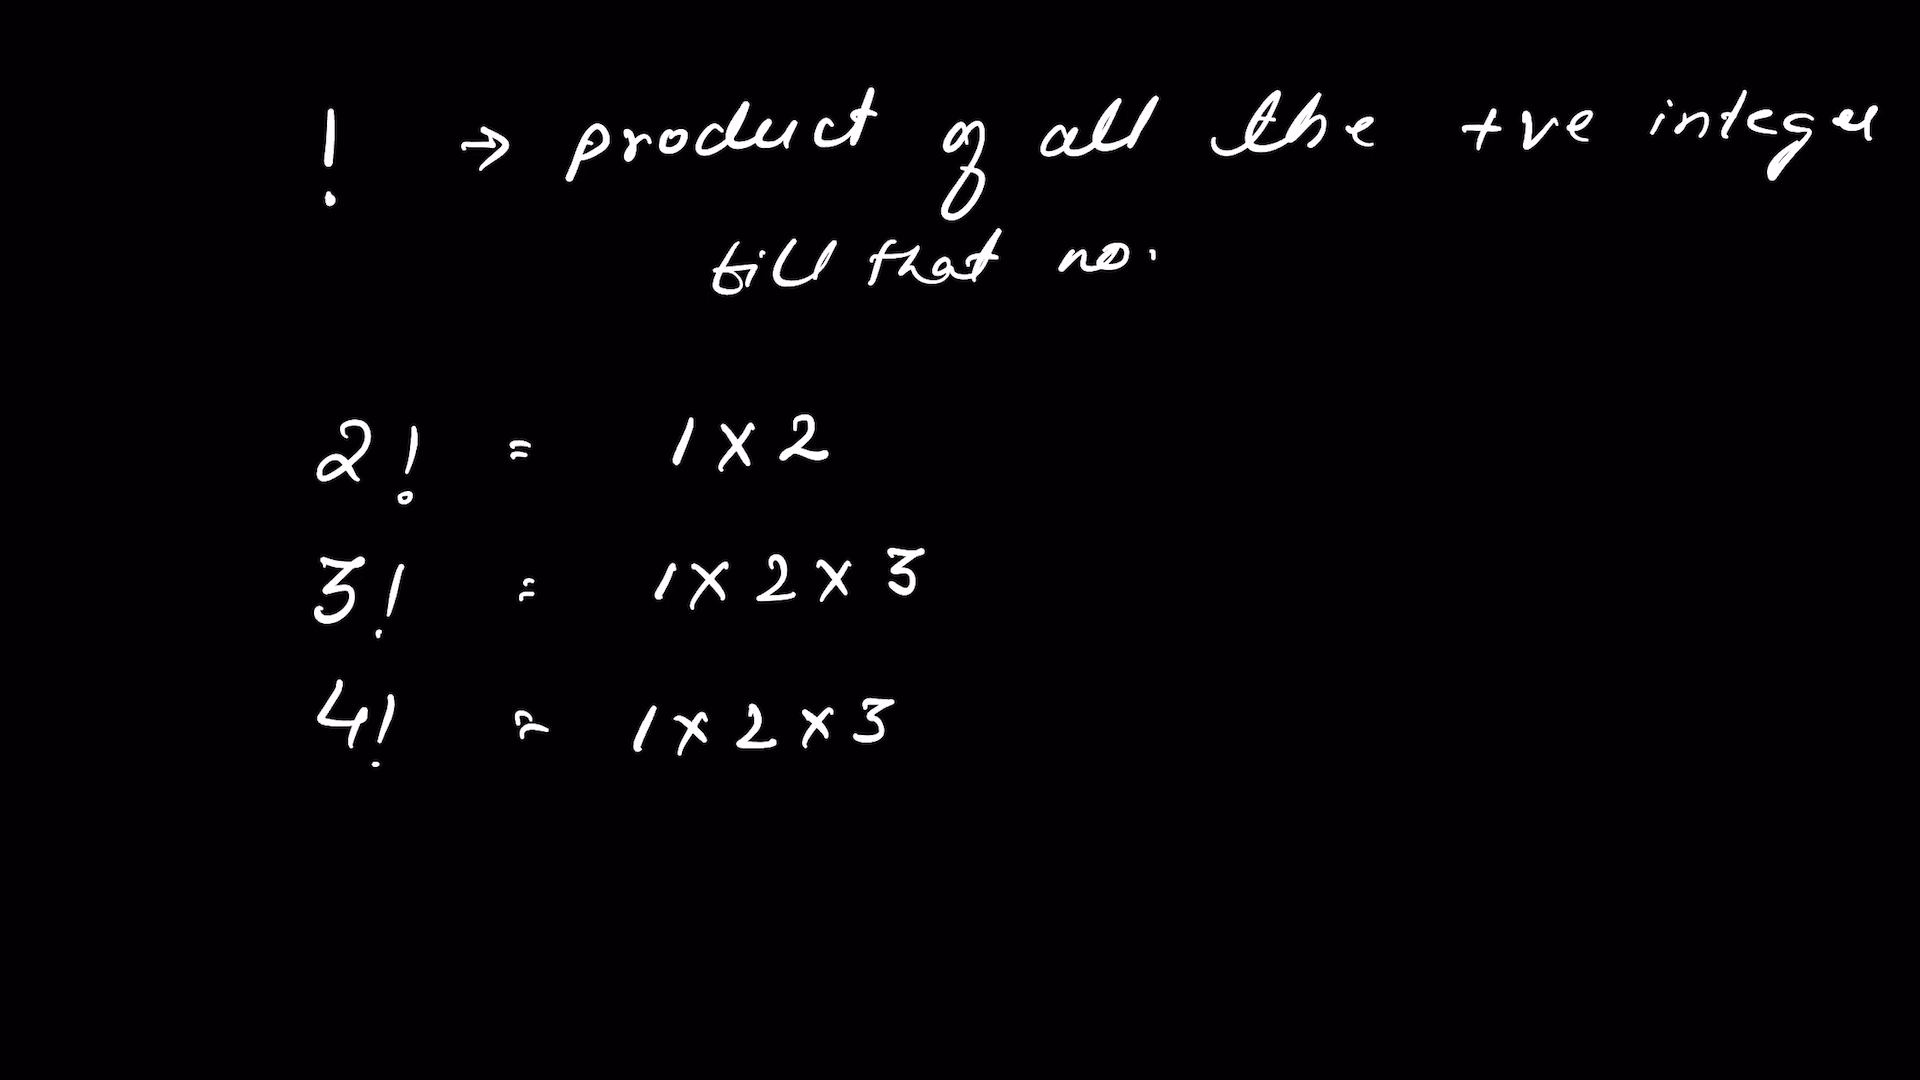 ! → product of all the +ve integer
till that no.
2! = 1 x 2
3! = 1 x 2 x 3
4! = 1 x 2 x 3